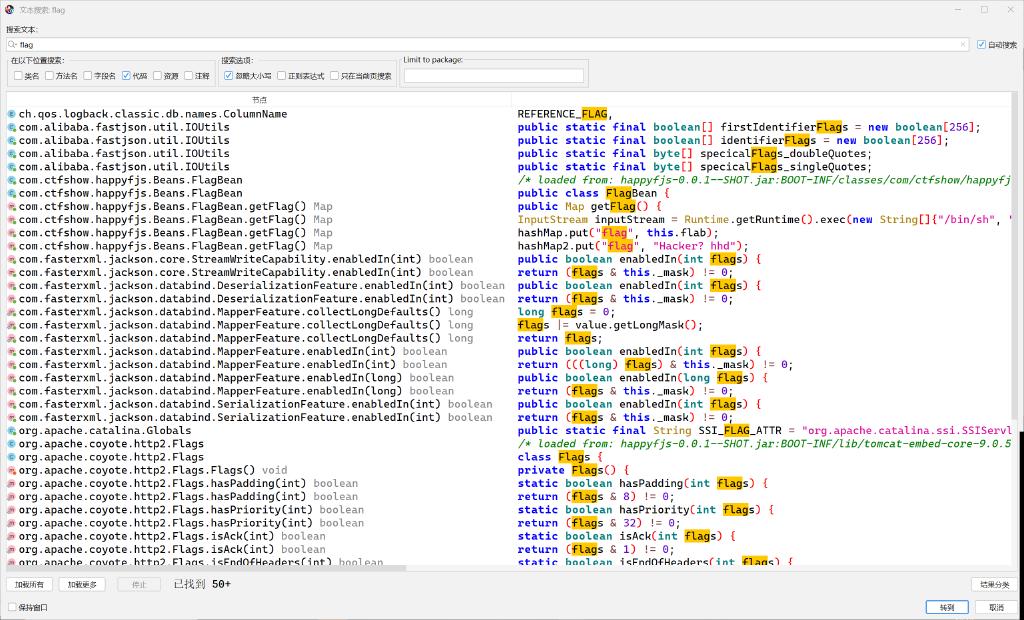 文本搜索: flag
搜索文本:
flag
自动搜索
在以下位置搜索:
类名 方法名 字段名 代码 资源 注释
搜索选项:
忽略大小写 正则表达式 只在当前页搜索
Limit to package:
节点
ch.qos.logback.classic.db.names.ColumnName REFERENCE_FLAG,
com.alibaba.fastjson.util.IOUtils public static final boolean[] firstIdentifierFlags = new boolean[256];
com.alibaba.fastjson.util.IOUtils public static final boolean[] identifierFlags = new boolean[256];
com.alibaba.fastjson.util.IOUtils public static final byte[] specicalFlags_doubleQuotes;
com.alibaba.fastjson.util.IOUtils public static final byte[] specicalFlags_singleQuotes;
com.ctfshow.happyfjs.Beans.FlagBean /* loaded from: happyfjs-0.0.1--SHOT.jar:BOOT-INF/classes/com/ctfshow/happyfj
com.ctfshow.happyfjs.Beans.FlagBean public class FlagBean {
com.ctfshow.happyfjs.Beans.FlagBean.getFlag() Map public Map getFlag() {
com.ctfshow.happyfjs.Beans.FlagBean.getFlag() Map InputStream inputStream = Runtime.getRuntime().exec(new String[]{"/bin/sh", "
com.ctfshow.happyfjs.Beans.FlagBean.getFlag() Map hashMap.put("flag", this.flab);
com.ctfshow.happyfjs.Beans.FlagBean.getFlag() Map hashMap2.put("flag", "Hacker? hhd");
com.fasterxml.jackson.core.StreamWriteCapability.enabledIn(int) boolean public boolean enabledIn(int flags) {
com.fasterxml.jackson.core.StreamWriteCapability.enabledIn(int) boolean return (flags & this._mask) != 0;
com.fasterxml.jackson.databind.DeserializationFeature.enabledIn(int) boolean public boolean enabledIn(int flags) {
com.fasterxml.jackson.databind.DeserializationFeature.enabledIn(int) boolean return (flags & this._mask) != 0;
com.fasterxml.jackson.databind.MapperFeature.collectLongDefaults() long long flags = 0;
com.fasterxml.jackson.databind.MapperFeature.collectLongDefaults() long flags |= value.getLongMask();
com.fasterxml.jackson.databind.MapperFeature.collectLongDefaults() long return flags;
com.fasterxml.jackson.databind.MapperFeature.enabledIn(int) boolean public boolean enabledIn(int flags) {
com.fasterxml.jackson.databind.MapperFeature.enabledIn(int) boolean return (((long) flags) & this._mask) != 0;
com.fasterxml.jackson.databind.MapperFeature.enabledIn(long) boolean public boolean enabledIn(long flags) {
com.fasterxml.jackson.databind.MapperFeature.enabledIn(long) boolean return (flags & this._mask) != 0;
com.fasterxml.jackson.databind.SerializationFeature.enabledIn(int) boolean public boolean enabledIn(int flags) {
com.fasterxml.jackson.databind.SerializationFeature.enabledIn(int) boolean return (flags & this._mask) != 0;
org.apache.catalina.Globals public static final String SSI_FLAG_ATTR = "org.apache.catalina.ssi.SSIServl
org.apache.coyote.http2.Flags /* loaded from: happyfjs-0.0.1--SHOT.jar:BOOT-INF/lib/tomcat-embed-core-9.0.5
org.apache.coyote.http2.Flags class Flags {
org.apache.coyote.http2.Flags.Flags() void private Flags() {
org.apache.coyote.http2.Flags.hasPadding(int) boolean static boolean hasPadding(int flags) {
org.apache.coyote.http2.Flags.hasPadding(int) boolean return (flags & 8) != 0;
org.apache.coyote.http2.Flags.hasPriority(int) boolean static boolean hasPriority(int flags) {
org.apache.coyote.http2.Flags.hasPriority(int) boolean return (flags & 32) != 0;
org.apache.coyote.http2.Flags.isAck(int) boolean static boolean isAck(int flags) {
org.apache.coyote.http2.Flags.isAck(int) boolean return (flags & 1) != 0;
org.apache.coyote.http2.Flags.isEndOfHeaders(int) boolean static boolean isEndOfHeaders(int flags) {
加载所有 加载更多 停止 已找到 50+ 结果分类
保持窗口 转到 取消